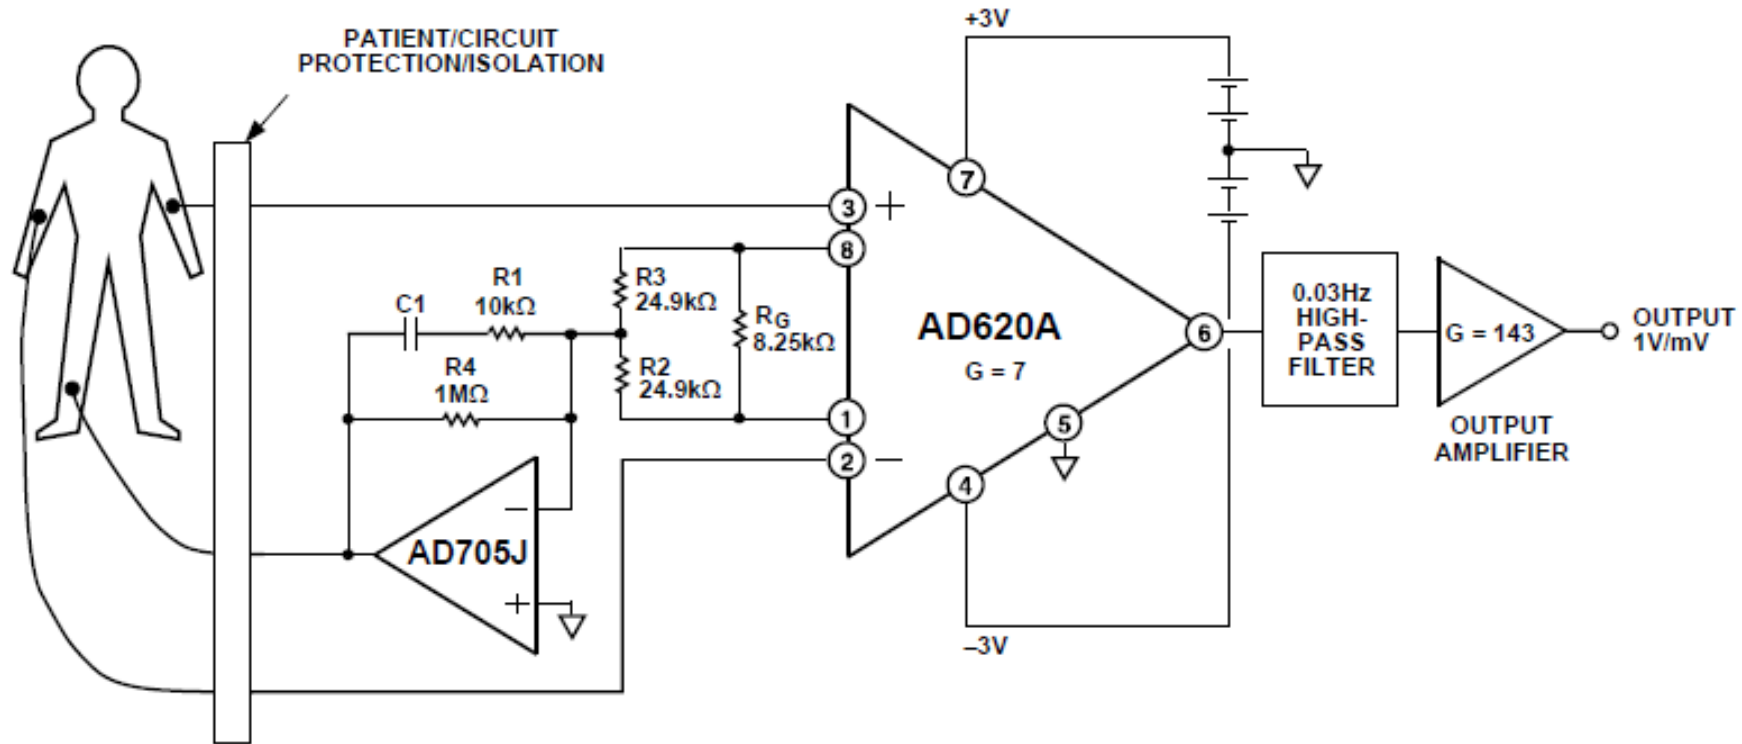 +3V
PATIENT/CIRCUIT
PROTECTION/ISOLATION
7
3 +
8
R1
10kΩ
C1
R3
24.9kΩ
RG
8.25kΩ
R2
24.9kΩ
R4
1MΩ
AD620A
G = 7
6
0.03Hz
HIGH-
PASS
FILTER
G = 143
OUTPUT
1V/mV
OUTPUT
AMPLIFIER
1
2 –
5
4
AD705J
–
+
–3V